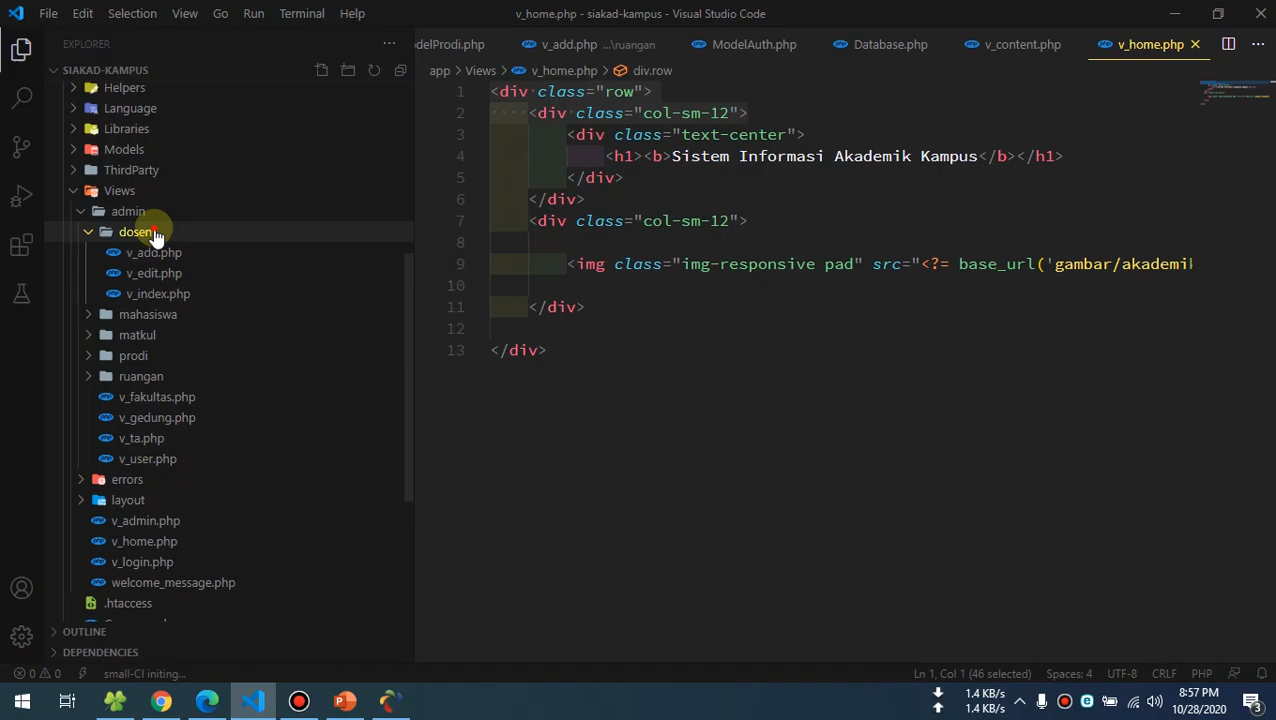 File Edit Selection View Go Run Terminal Help
v_home.php - siakad-kampus - Visual Studio Code
EXPLORER
SIAKAD-KAMPUS
Helpers
Language
Libraries
Models
ThirdParty
Views
admin
dosen
v_add.php
v_edit.php
v_index.php
mahasiswa
matkul
prodi
ruangan
v_fakultas.php
v_gedung.php
v_ta.php
v_user.php
errors
layout
v_admin.php
v_home.php
v_login.php
welcome_message.php
.htaccess
OUTLINE
DEPENDENCIES
delProdi.php v_add.php ...\ruangan ModelAuth.php Database.php v_content.php v_home.php
app > Views > v_home.php > div.row
1 <div class="row">
2 <div class="col-sm-12">
3 <div class="text-center">
4 <h1><b>Sistem Informasi Akademik Kampus</b></h1>
5 </div>
6 </div>
7 <div class="col-sm-12">
8
9 <img class="img-responsive pad" src="<?= base_url('gambar/akademik
10
11 </div>
12
13 </div>
0 0 small-CI initing... Ln 1, Col 1 (46 selected) Spaces: 4 UTF-8 CRLF PHP
1.4 KB/s
1.4 KB/s
8:57 PM
10/28/2020
3